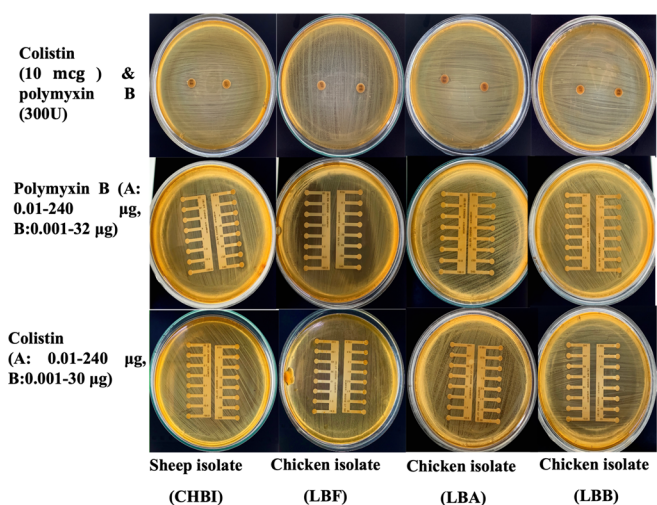 Colistin
(10 mcg ) &
polymyxin B
(300U)
Polymyxin B (A:
0.01-240 µg,
B:0.001-32 µg)
Colistin
(A: 0.01-240 µg,
B:0.001-30 µg)
Sheep isolate Chicken isolate Chicken isolate Chicken isolate
(CHBI) (LBF) (LBA) (LBB)